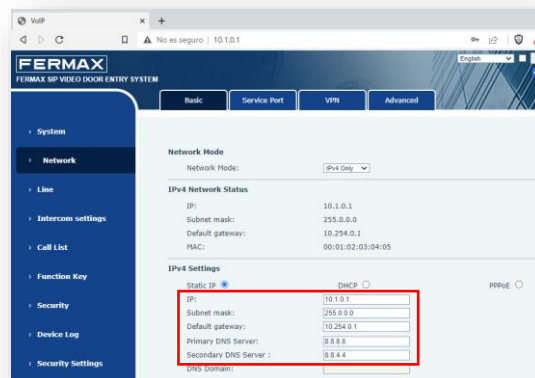 VoIP
No es seguro | 10.1.0.1
FERMAX
FERMAX SIP VIDEO DOOR ENTRY SYSTEM
English
Basic Service Port VPN Advanced
› System
› Network
› Line
› Intercom settings
› Call List
› Function Key
› Security
› Device Log
› Security Settings
Network Mode
Network Mode: IPv4 Only
IPv4 Network Status
IP: 10.1.0.1
Subnet mask: 255.0.0.0
Default gateway: 10.254.0.1
MAC: 00:01:02:03:04:05
IPv4 Settings
Static IP DHCP PPPoE
IP: 10.1.0.1
Subnet mask: 255.0.0.0
Default gateway: 10.254.0.1
Primary DNS Server: 8.8.8.8
Secondary DNS Server : 8.8.4.4
DNS Domain: